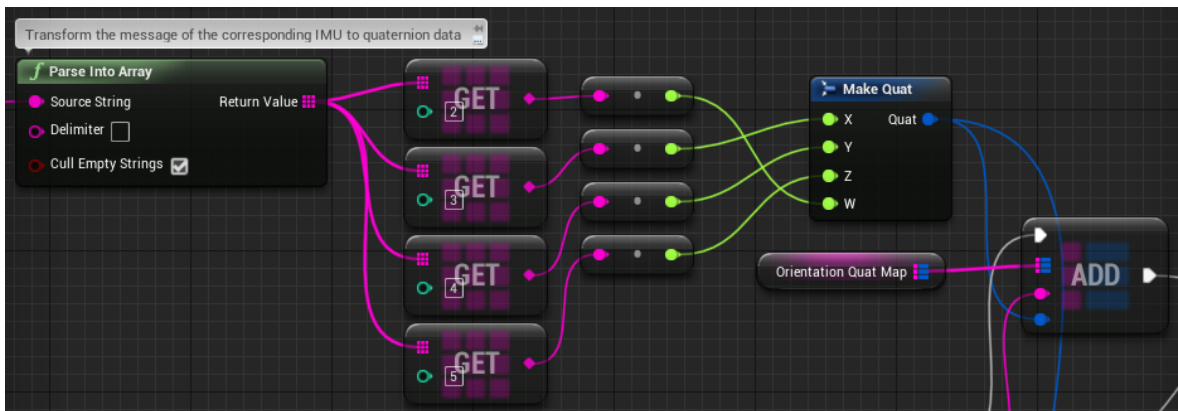 Transform the message of the corresponding IMU to quaternion data
f Parse Into Array
Source String Return Value
Delimiter
Cull Empty Strings
GET
2
GET
3
GET
4
GET
5
Make Quat
X Quat
Y
Z
W
Orientation Quat Map
ADD